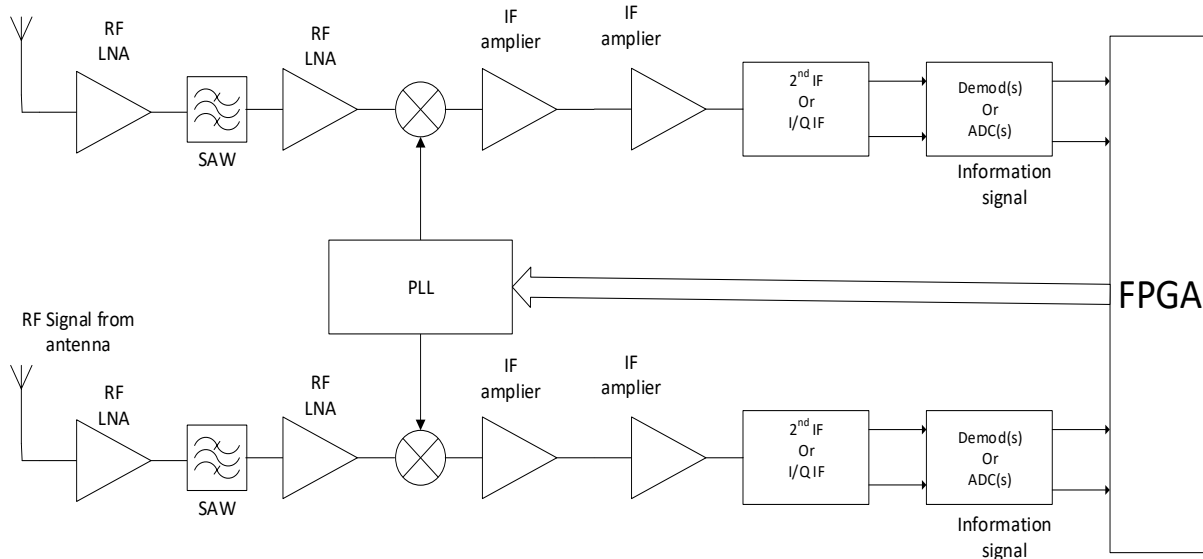 RF
LNA
SAW
RF
LNA
IF
amplier
IF
amplier
2nd IF
Or
I/Q IF
Demod(s)
Or
ADC(s)
Information
signal
PLL
FPGA
RF Signal from
antenna
RF
LNA
SAW
RF
LNA
IF
amplier
IF
amplier
2nd IF
Or
I/Q IF
Demod(s)
Or
ADC(s)
Information
signal